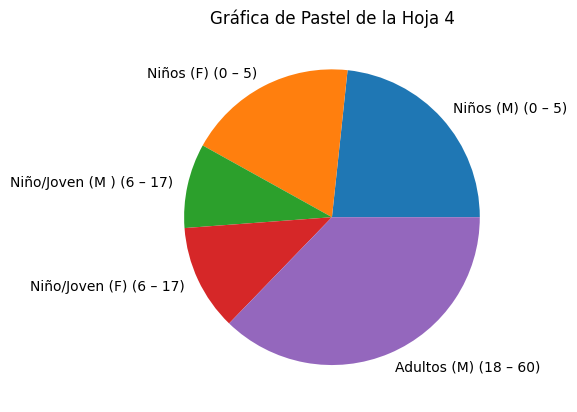 Gráfica de Pastel de la Hoja 4
Niños (F) (0 – 5)
Niños (M) (0 – 5)
Niño/Joven (M ) (6 – 17)
Niño/Joven (F) (6 – 17)
Adultos (M) (18 – 60)